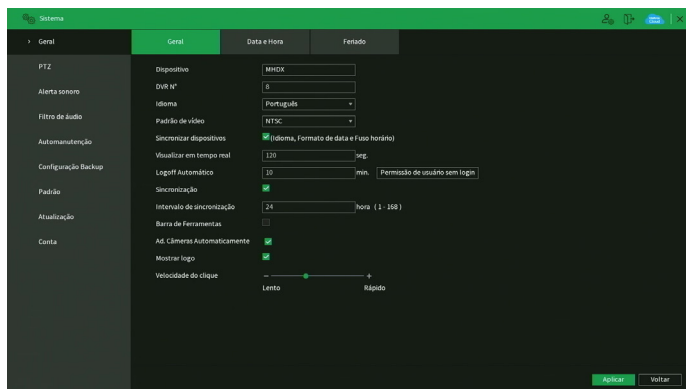 Sistema
Geral
PTZ
Alerta sonoro
Filtro de áudio
Automanutenção
Configuração Backup
Padrão
Atualização
Conta
Geral
Data e Hora
Feriado
Dispositivo MHDX
DVR N° 8
Idioma Português
Padrão de vídeo NTSC
Sincronizar dispositivos (Idioma, Formato de data e Fuso horário)
Visualizar em tempo real 120 seg.
Logoff Automático 10 min. Permissão de usuário sem login
Sincronização
Intervalo de sincronização 24 hora ( 1 - 168 )
Barra de Ferramentas
Ad. Câmeras Automaticamente
Mostrar logo
Velocidade do clique
Lento Rápido
Aplicar Voltar